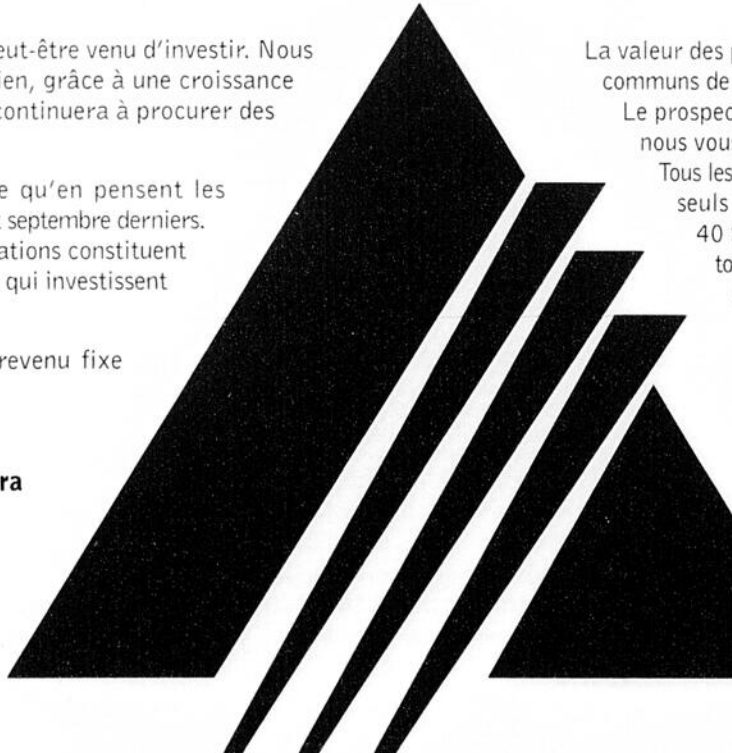 eut-être venu d'investir. Nous
ien, grâce à une croissance
continuera à procurer des
e qu'en pensent les
septembre derniers.
ations constituent
qui investissent
revenu fixe
ra
La valeur des
communs de
Le prospec
nous vous
Tous les
seuls
40
to